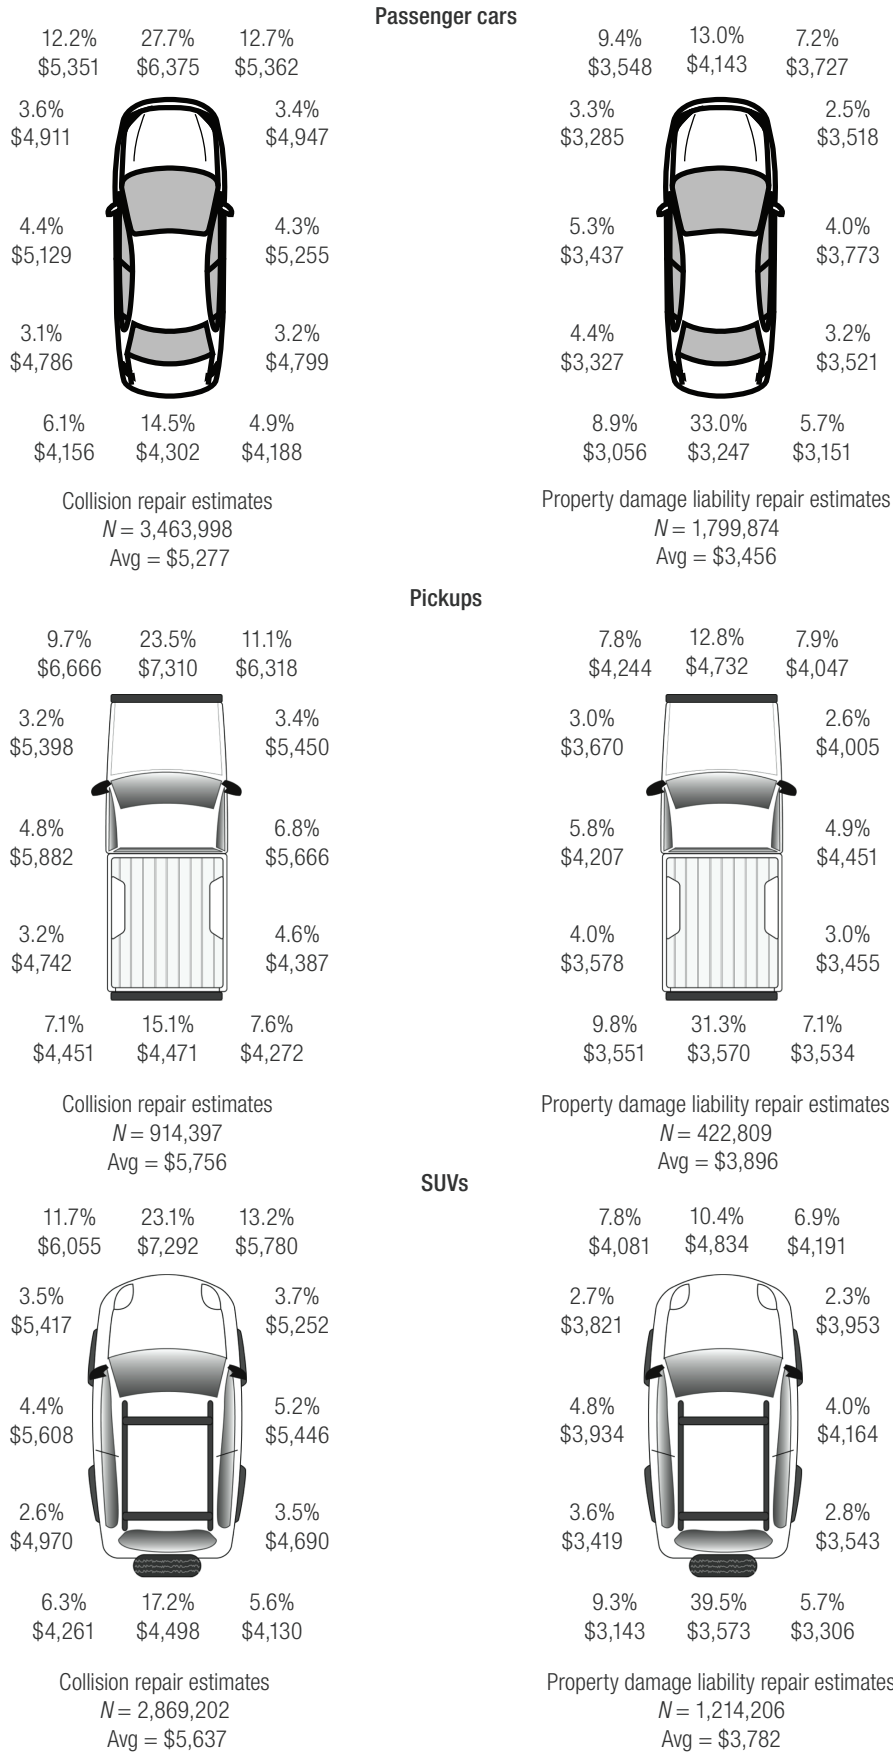 Passenger cars
12.2% 27.7% 12.7%
$5,351 $6,375 $5,362
3.6% 3.4%
$4,911 $4,947
4.4% 4.3%
$5,129 $5,255
3.1% 3.2%
$4,786 $4,799
6.1% 14.5% 4.9%
$4,156 $4,302 $4,188
Collision repair estimates
N = 3,463,998
Avg = $5,277
9.4% 13.0% 7.2%
$3,548 $4,143 $3,727
3.3% 2.5%
$3,285 $3,518
5.3% 4.0%
$3,437 $3,773
4.4% 3.2%
$3,327 $3,521
8.9% 33.0% 5.7%
$3,056 $3,247 $3,151
Property damage liability repair estimates
N = 1,799,874
Avg = $3,456
Pickups
9.7% 23.5% 11.1%
$6,666 $7,310 $6,318
3.2% 3.4%
$5,398 $5,450
4.8% 6.8%
$5,882 $5,666
3.2% 4.6%
$4,742 $4,387
7.1% 15.1% 7.6%
$4,451 $4,471 $4,272
Collision repair estimates
N = 914,397
Avg = $5,756
7.8% 12.8% 7.9%
$4,244 $4,732 $4,047
3.0% 2.6%
$3,670 $4,005
5.8% 4.9%
$4,207 $4,451
4.0% 3.0%
$3,578 $3,455
9.8% 31.3% 7.1%
$3,551 $3,570 $3,534
Property damage liability repair estimates
N = 422,809
Avg = $3,896
SUVs
11.7% 23.1% 13.2%
$6,055 $7,292 $5,780
3.5% 3.7%
$5,417 $5,252
4.4% 5.2%
$5,608 $5,446
2.6% 3.5%
$4,970 $4,690
6.3% 17.2% 5.6%
$4,261 $4,498 $4,130
Collision repair estimates
N = 2,869,202
Avg = $5,637
7.8% 10.4% 6.9%
$4,081 $4,834 $4,191
2.7% 2.3%
$3,821 $3,953
4.8% 4.0%
$3,934 $4,164
3.6% 2.8%
$3,419 $3,543
9.3% 39.5% 5.7%
$3,143 $3,573 $3,306
Property damage liability repair estimates
N = 1,214,206
Avg = $3,782